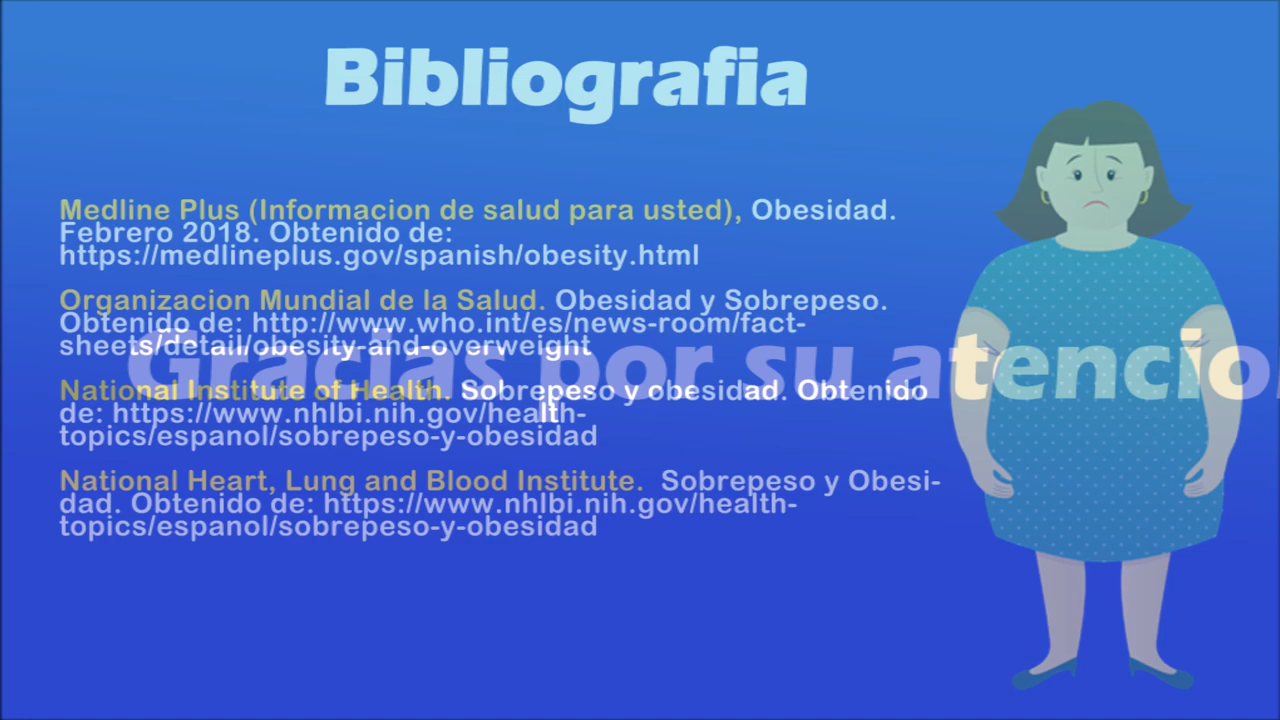 Bibliografia
Medline Plus (Informacion de salud para usted), Obesidad.
Febrero 2018. Obtenido de:
https://medlineplus.gov/spanish/obesity.html
Organizacion Mundial de la Salud. Obesidad y Sobrepeso.
Obtenido de: http://www.who.int/es/news-room/fact-
sheets/detail/obesity-and-overweight
Gracias por su atencio
National Institute of Health. Sobrepeso y obesidad. Obtenido
de: https://www.nhlbi.nih.gov/health-
topics/espanol/sobrepeso-y-obesidad
National Heart, Lung and Blood Institute. Sobrepeso y Obesi-
dad. Obtenido de: https://www.nhlbi.nih.gov/health-
topics/espanol/sobrepeso-y-obesidad